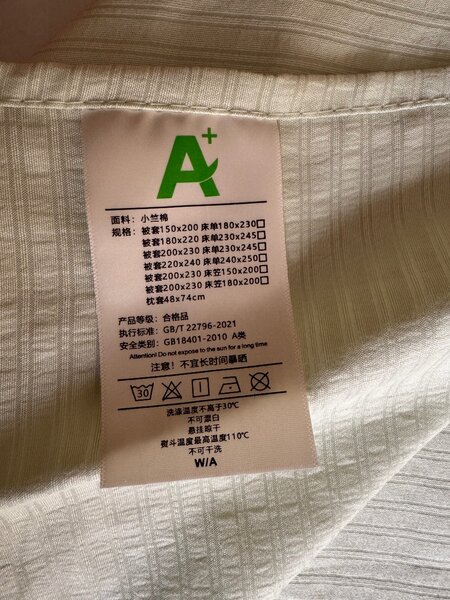 A+
面料：小竺棉
规格：被套150x200 床单180x230□
被套180x220 床单230x245□
被套200x230 床单230x245□
被套220x240 床单240x250□
被套200x230 床笠150x200□
被套200x230 床笠180x200□
枕套48x74cm
产品等级：合格品
执行标准：GB/T 22796-2021
安全类别：GB18401-2010 A类
Attention! Do not expose to the sun for a long time
注意！不宜长时间暴晒
30
洗涤温度不高于30℃
不可漂白
悬挂晾干
熨斗温度最高温度110℃
不可干洗
W/A